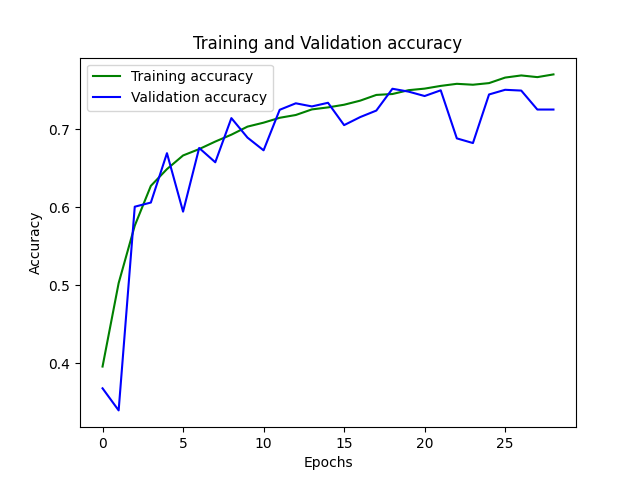 Training and Validation accuracy
Training accuracy
Validation accuracy
0.7
0.6
0.5
0.4
Accuracy
0 5 10 15 20 25
Epochs